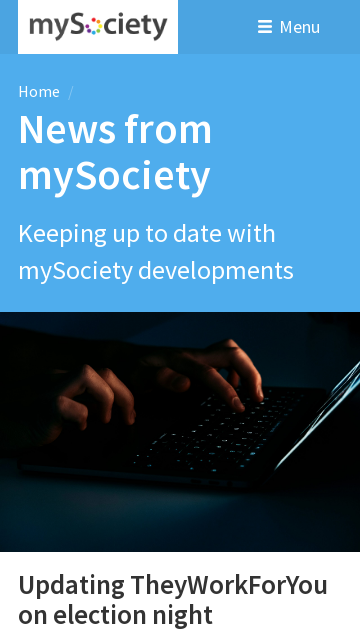 mySociety
Menu
Home /
News from
mySociety
Keeping up to date with
mySociety developments
Updating TheyWorkForYou
on election night